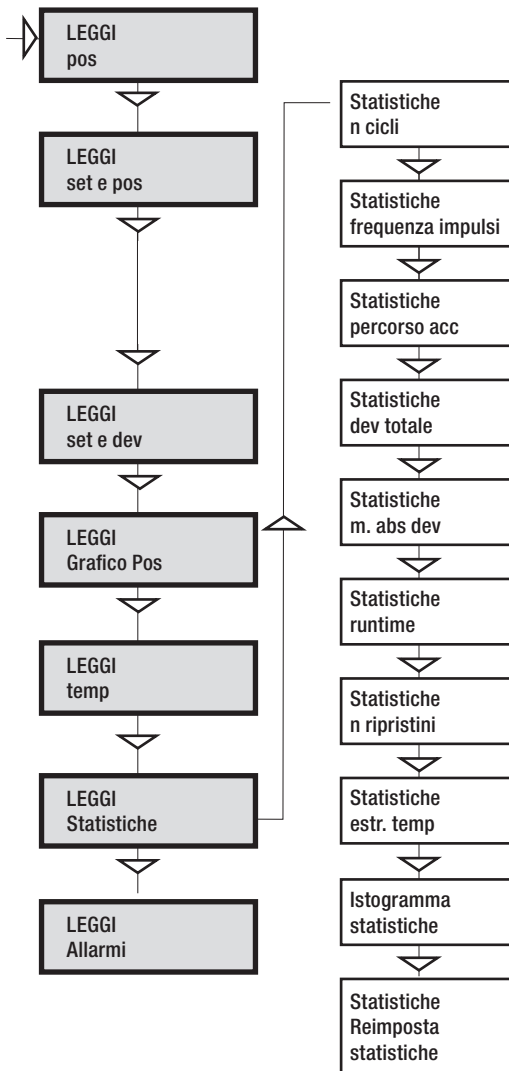 LEGGI
pos
LEGGI
set e pos
LEGGI
set e dev
LEGGI
Grafico Pos
LEGGI
temp
LEGGI
Statistiche
LEGGI
Allarmi
Statistiche
n cicli
Statistiche
frequenza impulsi
Statistiche
percorso acc
Statistiche
dev totale
Statistiche
m. abs dev
Statistiche
runtime
Statistiche
n ripristini
Statistiche
estr. temp
Istogramma
statistiche
Statistiche
Reimposta
statistiche